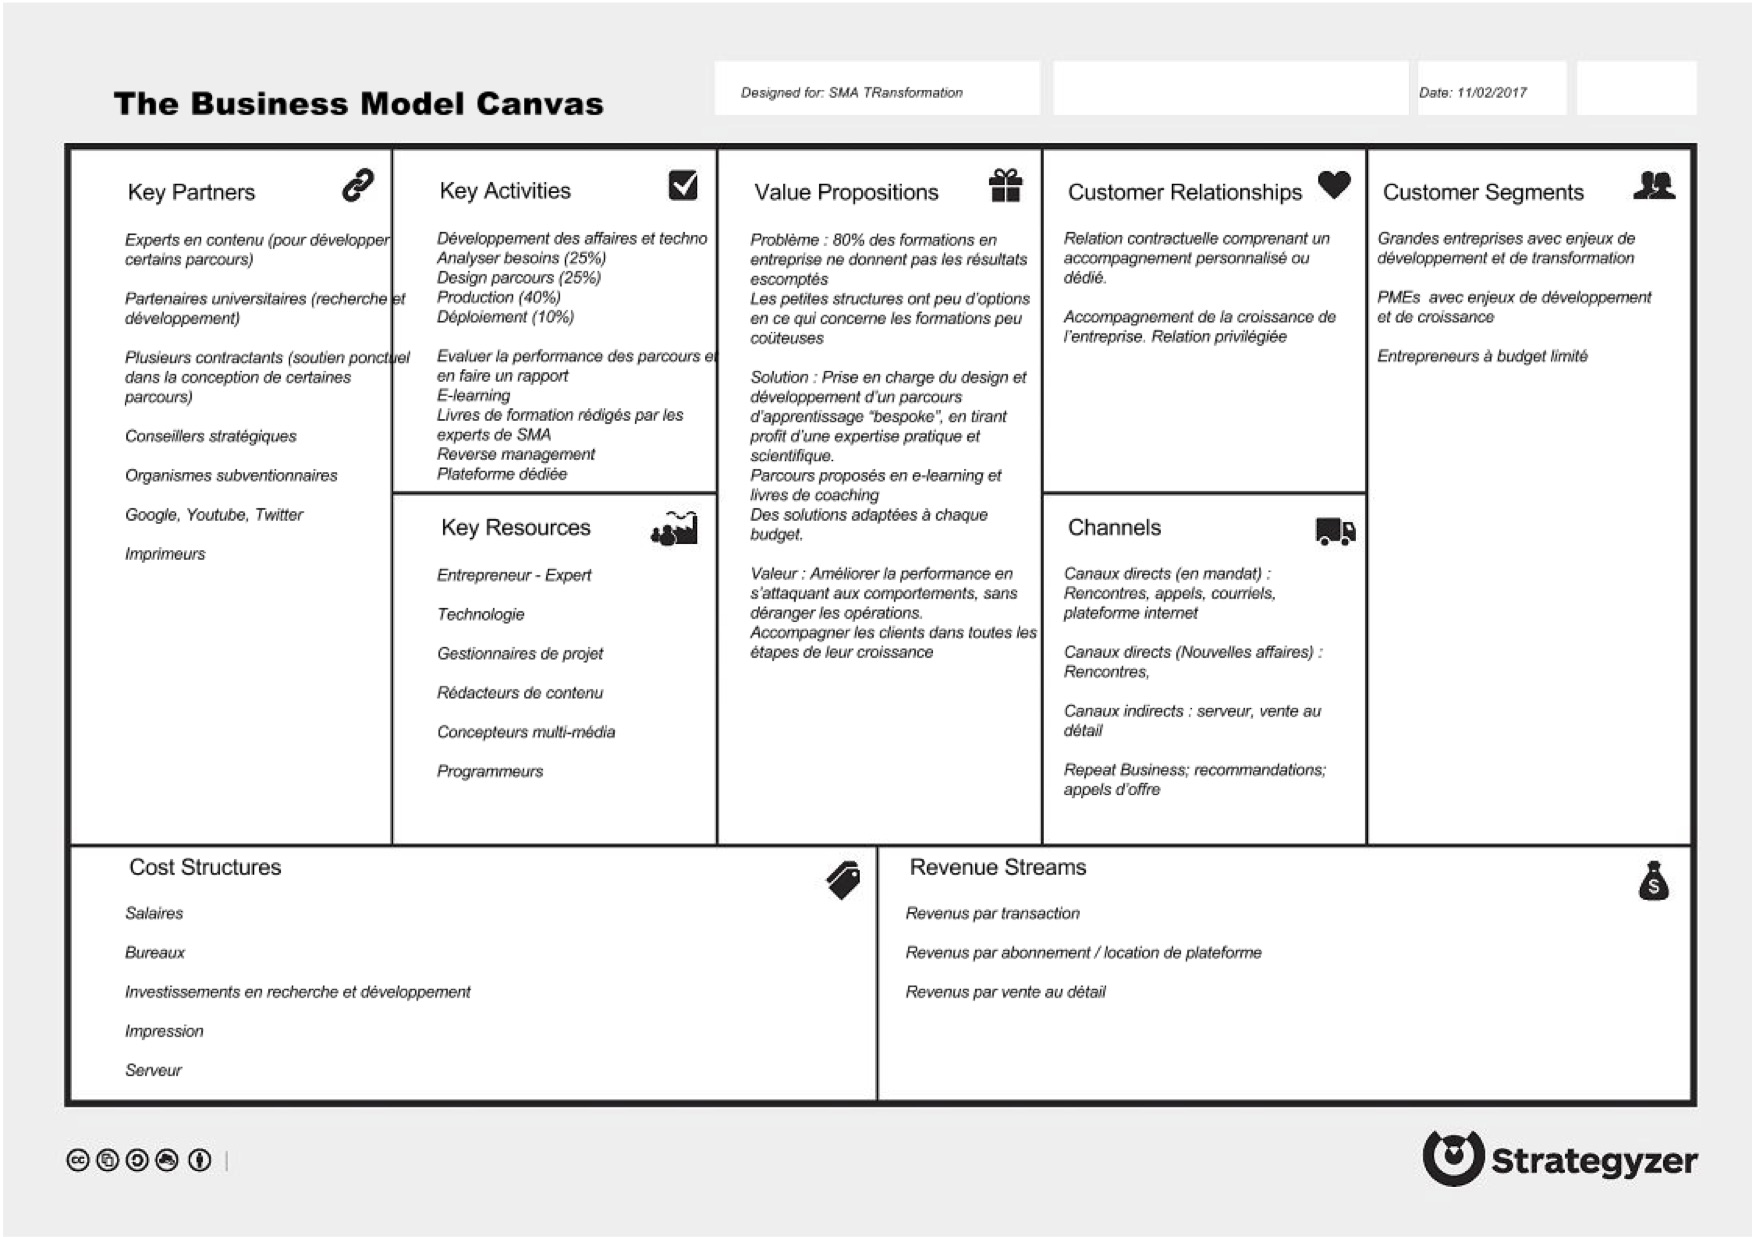 The Business Model Canvas
Designed for: SMA TRansformation
Date: 11/02/2017
Key Partners
Experts en contenu (pour développer
certains parcours)
Partenaires universitaires (recherche et
développement)
Plusieurs contractants (soutien ponctuel
dans la conception de certaines
parcours)
Conseillers stratégiques
Organismes subventionnaires
Google, Youtube, Twitter
Imprimeurs
Key Activities
Développement des affaires et techno
Analyser besoins (25%)
Design parcours (25%)
Production (40%)
Déploiement (10%)
Evaluer la performance des parcours et
en faire un rapport
E-learning
Livres de formation rédigés par les
experts de SMA
Reverse management
Plateforme dédiée
Key Resources
Entrepreneur - Expert
Technologie
Gestionnaires de projet
Rédacteurs de contenu
Concepteurs multi-média
Programmeurs
Value Propositions
Problème : 80% des formations en
entreprise ne donnent pas les résultats
escomptés
Les petites structures ont peu d’options
en ce qui concerne les formations peu
coûteuses
Solution : Prise en charge du design et
développement d’un parcours
d’apprentissage “bespoke”, en tirant
profit d’une expertise pratique et
scientifique.
Parcours proposés en e-learning et
livres de coaching
Des solutions adaptées à chaque
budget.
Valeur : Améliorer la performance en
s’attaquant aux comportements, sans
déranger les opérations.
Accompagner les clients dans toutes les
étapes de leur croissance
Customer Relationships
Relation contractuelle comprenant un
accompagnement personnalisé ou
dédié.
Accompagnement de la croissance de
l’entreprise. Relation privilégiée
Channels
Canaux directs (en mandat) :
Rencontres, appels, courriels,
plateforme internet
Canaux directs (Nouvelles affaires) :
Rencontres,
Canaux indirects : serveur, vente au
détail
Repeat Business; recommandations;
appels d’offre
Customer Segments
Grandes entreprises avec enjeux de
développement et de transformation
PMEs avec enjeux de développement
et de croissance
Entrepreneurs à budget limité
Cost Structures
Salaires
Bureaux
Investissements en recherche et développement
Impression
Serveur
Revenue Streams
$
Revenus par transaction
Revenus par abonnement / location de plateforme
Revenus par vente au détail
cc
Strategyzer